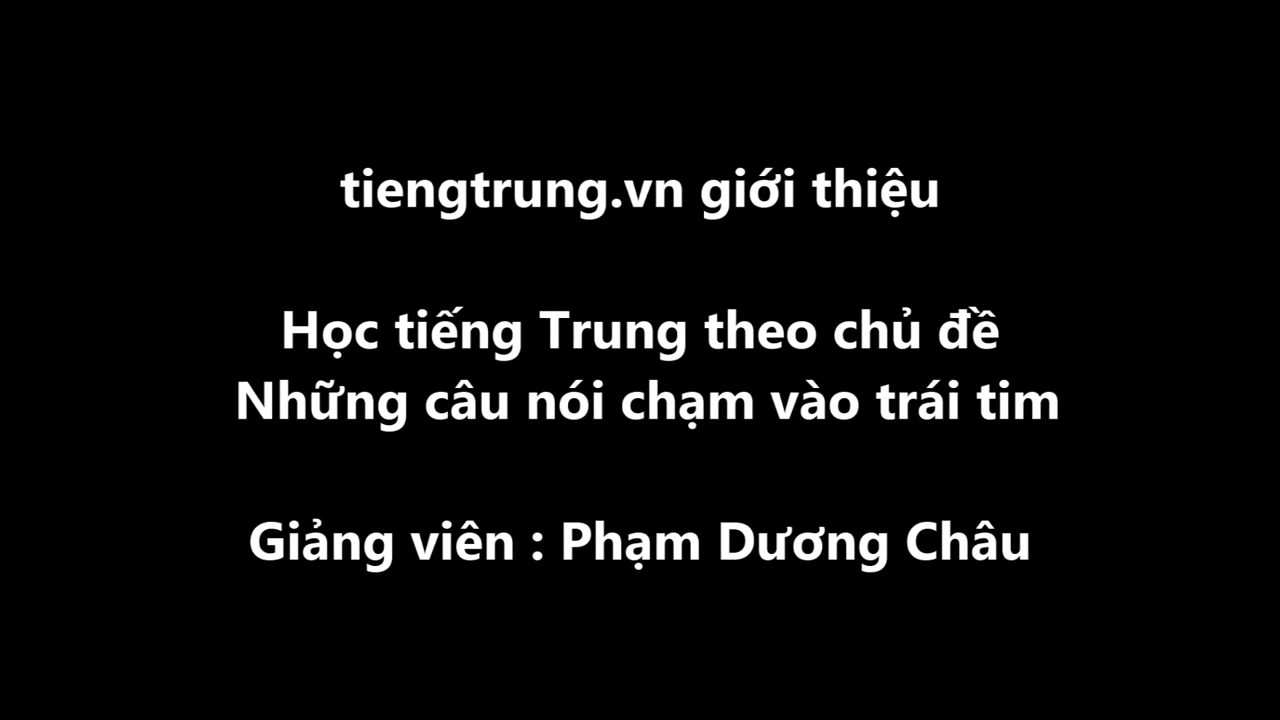 tiengtrung.vn giới thiệu
Học tiếng Trung theo chủ đề
Những câu nói chạm vào trái tim
Giảng viên : Phạm Dương Châu